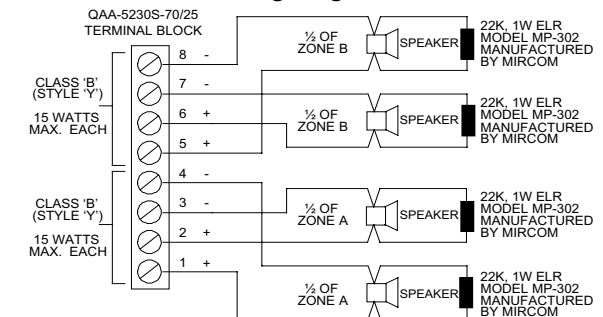 QAA-5230S-70/25
TERMINAL BLOCK
8 -
7 -
6 +
5 +
4 -
3 -
2 +
1 +
CLASS 'B'
(STYLE 'Y')
15 WATTS
MAX. EACH
CLASS 'B'
(STYLE 'Y')
15 WATTS
MAX. EACH
½ OF
ZONE B
SPEAKER
22K, 1W ELR
MODEL MP-302
MANUFACTURED
BY MIRCOM
½ OF
ZONE B
SPEAKER
22K, 1W ELR
MODEL MP-302
MANUFACTURED
BY MIRCOM
½ OF
ZONE A
SPEAKER
22K, 1W ELR
MODEL MP-302
MANUFACTURED
BY MIRCOM
½ OF
ZONE A
SPEAKER
22K, 1W ELR
MODEL MP-302
MANUFACTURED
BY MIRCOM